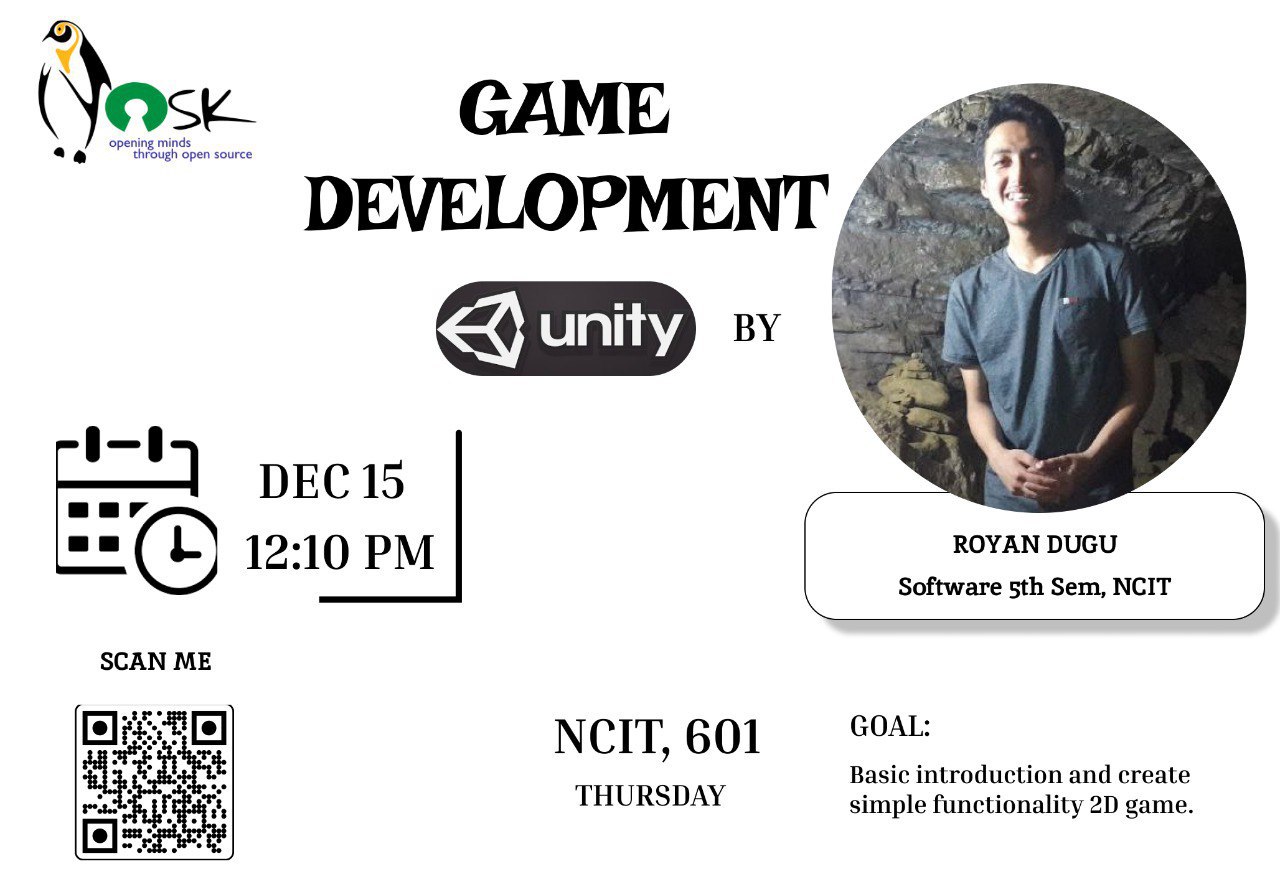 NOSK
opening minds
through open source
GAME
DEVELOPMENT
unity
BY
DEC 15
12:10 PM
ROYAN DUGU
Software 5th Sem, NCIT
SCAN ME
NCIT, 601
THURSDAY
GOAL:
Basic introduction and create
simple functionality 2D game.